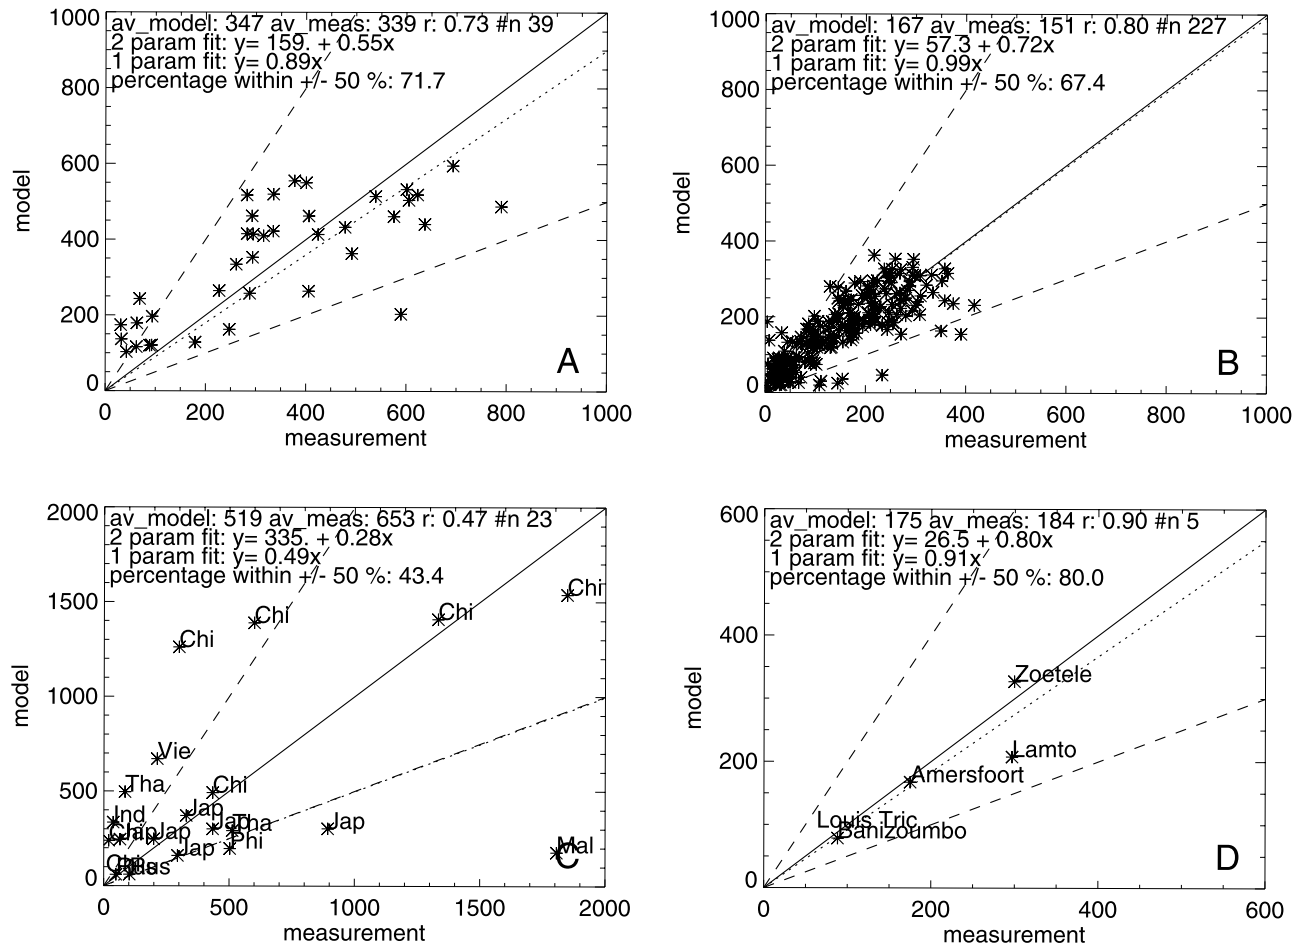 av_model: 347 av_meas: 339 r: 0.73 #n 39
2 param fit: y= 159. + 0.55x
1 param fit: y= 0.89x
percentage within +/- 50 %: 71.7
1000
800
600
400
200
0
model
A
0 200 400 600 800 1000
measurement
av_model: 167 av_meas: 151 r: 0.80 #n 227
2 param fit: y= 57.3 + 0.72x
1 param fit: y= 0.99x
percentage within +/- 50 %: 67.4
1000
800
600
400
200
0
model
B
0 200 400 600 800 1000
measurement
av_model: 519 av_meas: 653 r: 0.47 #n 23
2 param fit: y= 335. + 0.28x
1 param fit: y= 0.49x
percentage within +/- 50 %: 43.4
2000
1500
1000
500
0
model
Chi
Chi
Chi
Chi
Vie
Tha
Chi
Ind
Jap
Jap
Tha
Jap
Jap
Phi
Jap
Mal
C
0 500 1000 1500 2000
measurement
av_model: 175 av_meas: 184 r: 0.90 #n 5
2 param fit: y= 26.5 + 0.80x
1 param fit: y= 0.91x
percentage within +/- 50 %: 80.0
600
400
200
0
model
Zoetele
Lamto
Amersfoort
Louis Tric
Banizoumbo
D
0 200 400 600
measurement